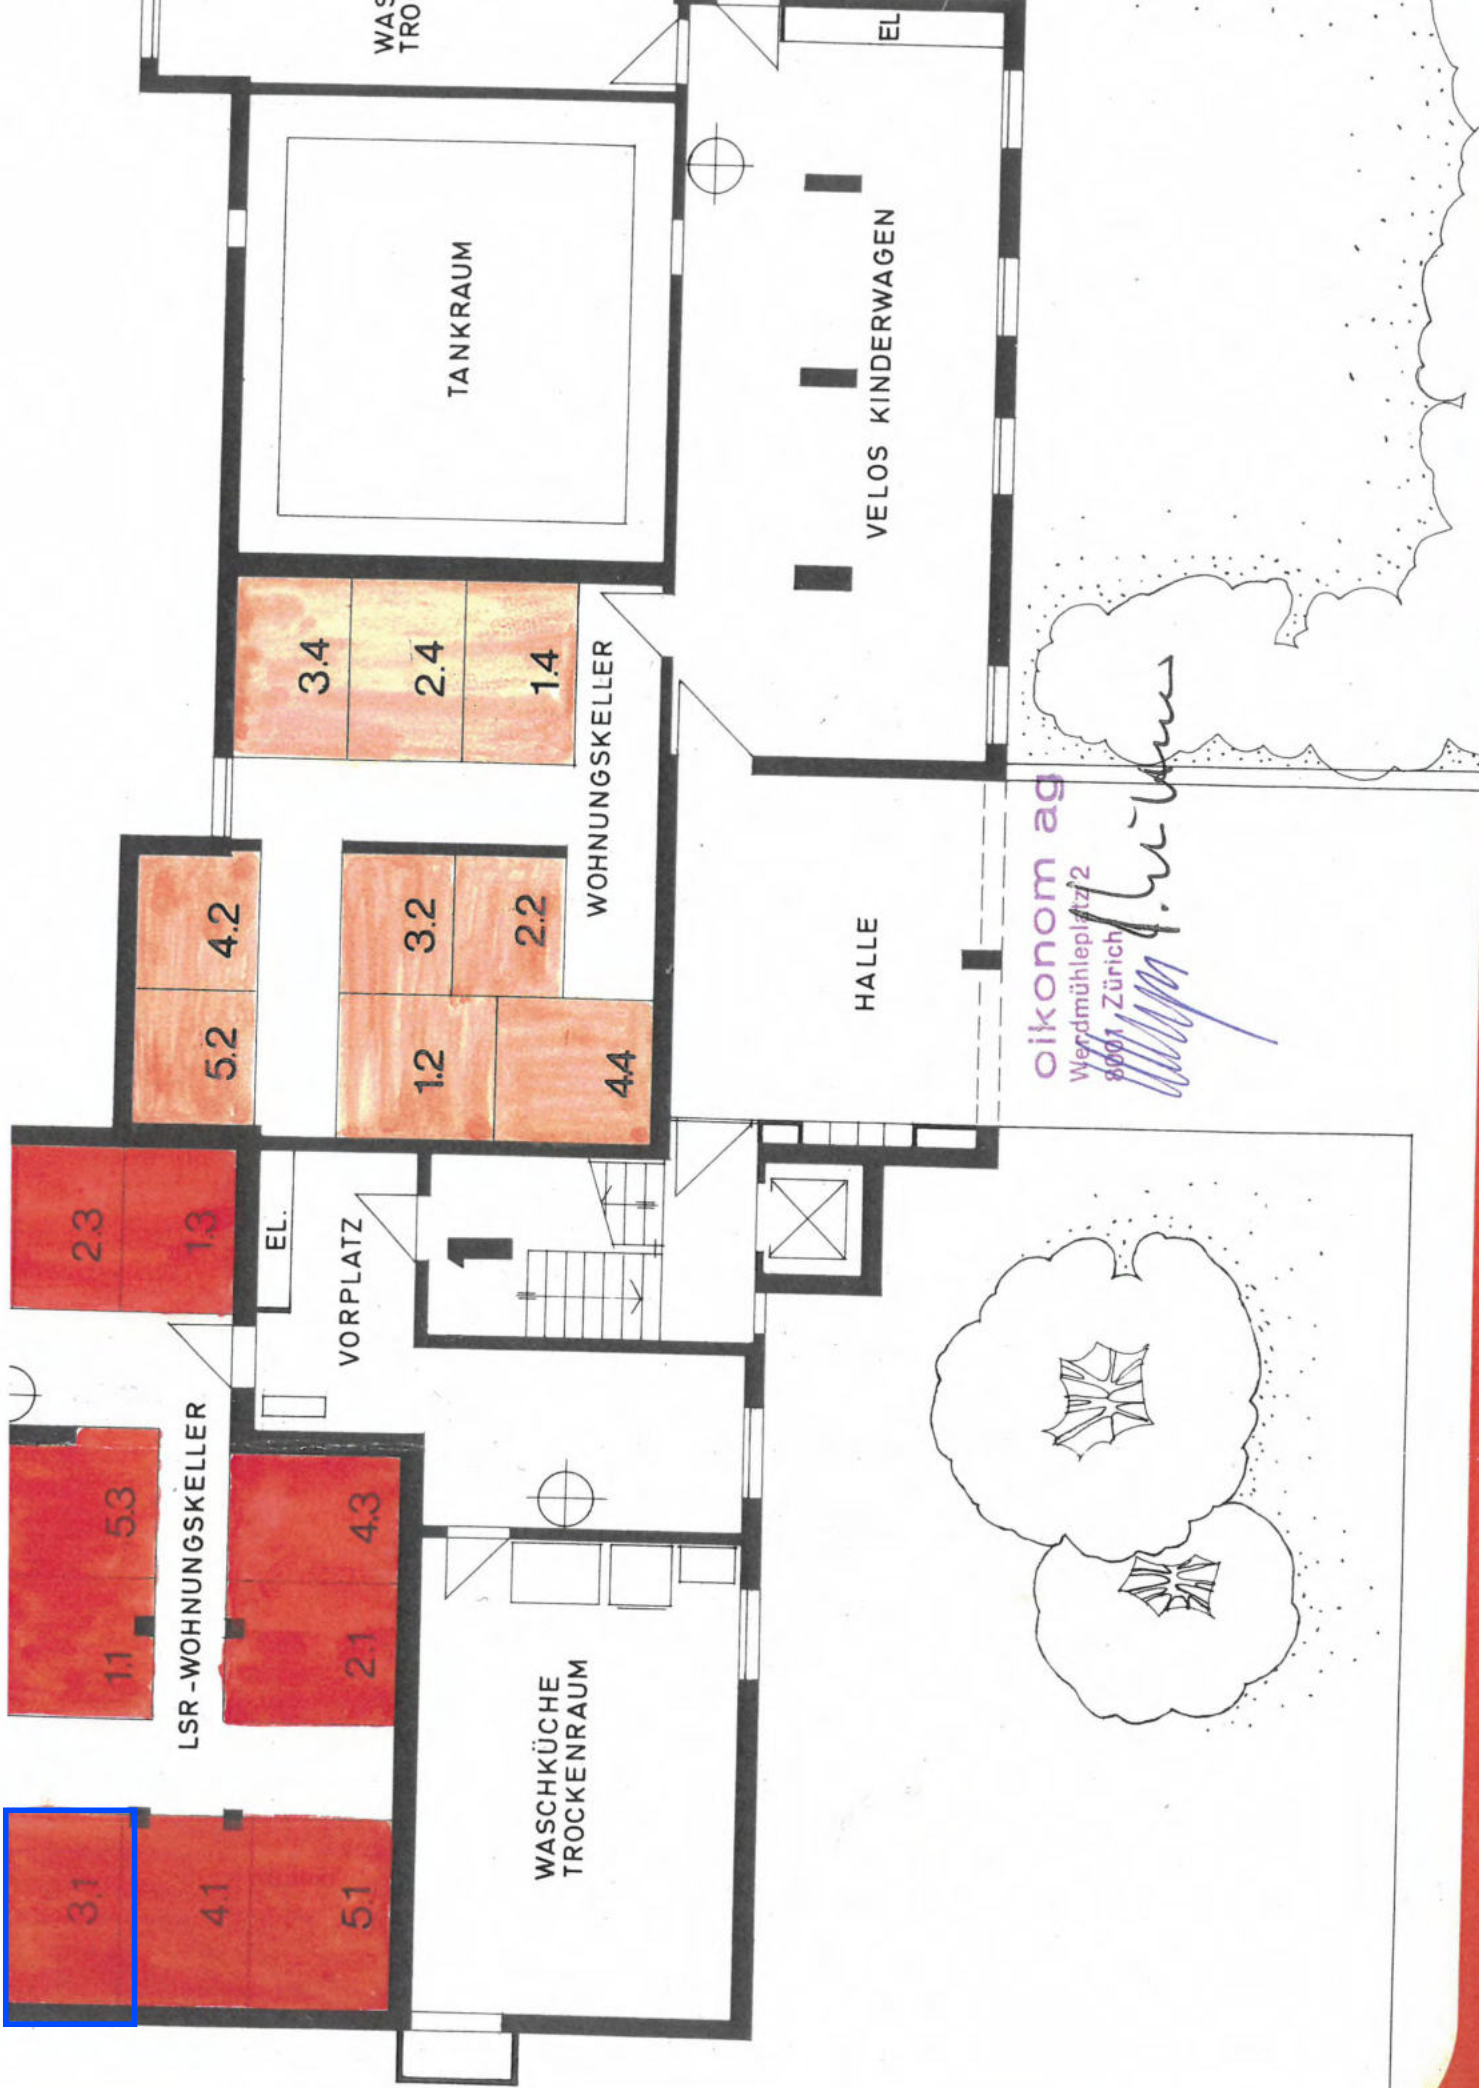 WAS
TRO
EL
TANKRAUM
VELOS KINDERWAGEN
3.4
2.4
1.4
WOHNUNGSKELLER
4.2
5.2
3.2
2.2
1.2
4.4
HALLE
oikonom ag
Werdmühleplatz 2
8001 Zürich
2.3
1.3
EL.
VORPLATZ
1
5.3
1.1
LSR-WOHNUNGSKELLER
4.3
2.1
3.1
4.1
5.1
WASCHKÜCHE
TROCKENRAUM